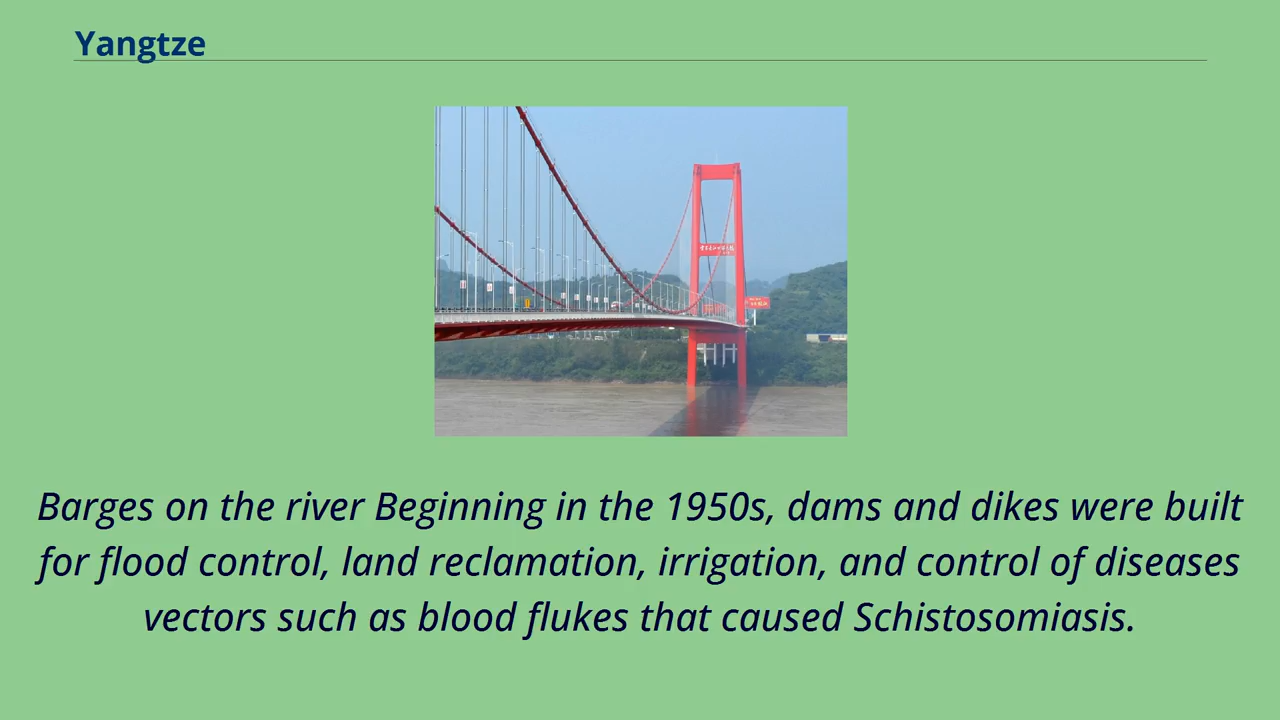 Yangtze
Barges on the river Beginning in the 1950s, dams and dikes were built
for flood control, land reclamation, irrigation, and control of diseases
vectors such as blood flukes that caused Schistosomiasis.